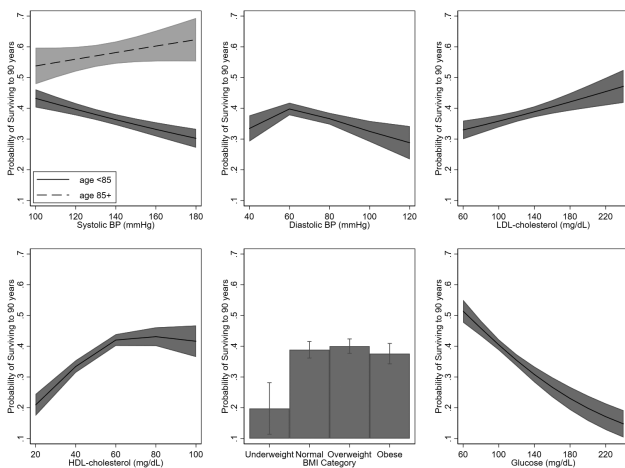 Probability of Surviving to 90 years
.1 .2 .3 .4 .5 .6 .7
age <85
age 85+
100 120 140 160 180
Systolic BP (mmHg)
Probability of Surviving to 90 years
.1 .2 .3 .4 .5 .6 .7
40 60 80 100 120
Diastolic BP (mmHg)
Probability of Surviving to 90 years
.1 .2 .3 .4 .5 .6 .7
60 100 140 180 220
LDL-cholesterol (mg/dL)
Probability of Surviving to 90 years
.1 .2 .3 .4 .5 .6 .7
20 40 60 80 100
HDL-cholesterol (mg/dL)
Probability of Surviving to 90 years
.1 .2 .3 .4 .5 .6 .7
Underweight Normal Overweight Obese
BMI Category
Probability of Surviving to 90 years
.1 .2 .3 .4 .5 .6 .7
60 100 140 180 220
Glucose (mg/dL)